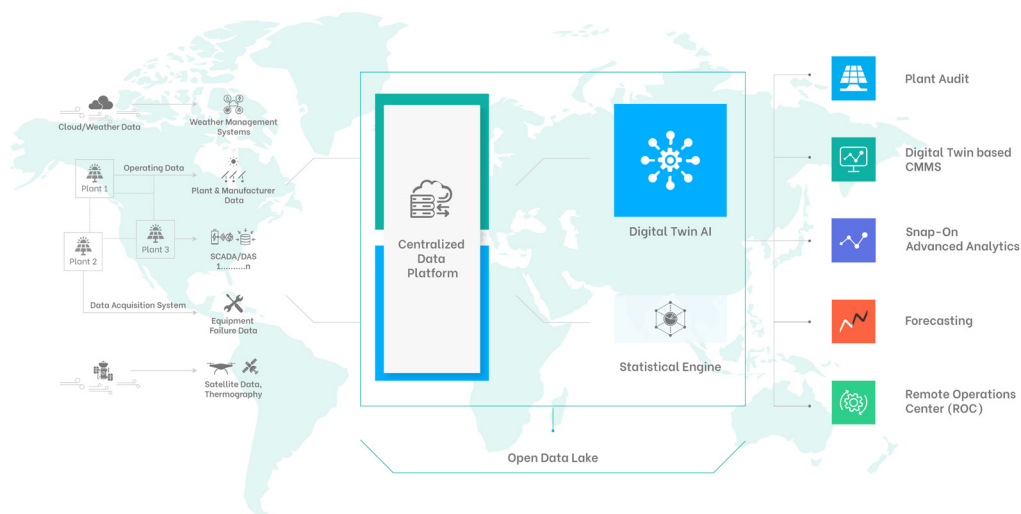 Cloud/Weather Data
Weather Management
Systems
Operating Data
Plant 1
Plant & Manufacturer
Data
Plant 2
Plant 3
SCADA/DAS
1..........n
Data Acquisition System
Equipment
Failure Data
Satellite Data,
Thermography
Centralized
Data
Platform
Digital Twin AI
Statistical Engine
Open Data Lake
Plant Audit
Digital Twin based
CMMS
Snap-On
Advanced Analytics
Forecasting
Remote Operations
Center (ROC)